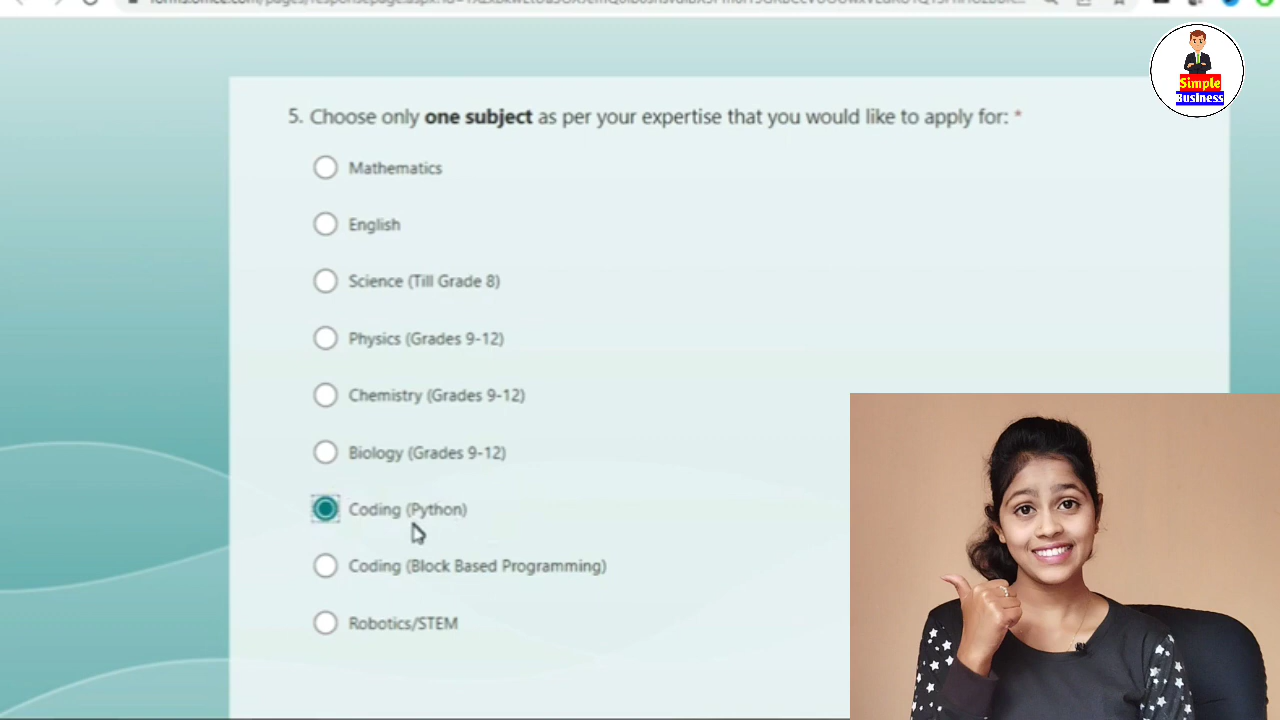 5. Choose only one subject as per your expertise that you would like to apply for: *
Mathematics
English
Science (Till Grade 8)
Physics (Grades 9-12)
Chemistry (Grades 9-12)
Biology (Grades 9-12)
Coding (Python)
Coding (Block Based Programming)
Robotics/STEM
Simple
Business